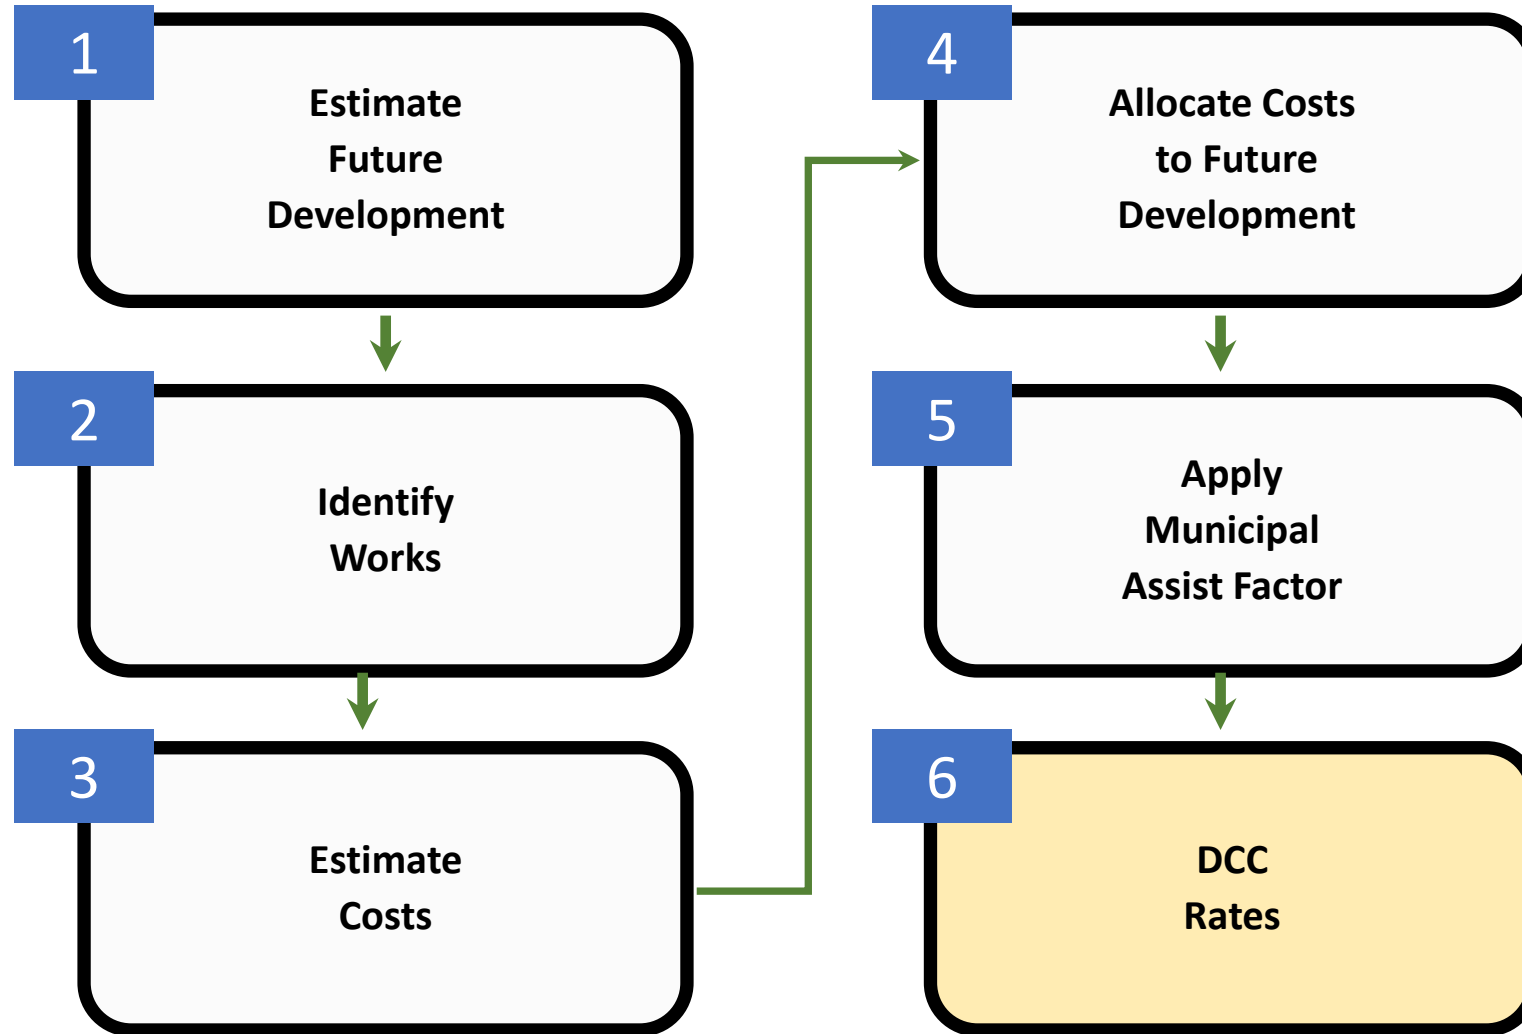 1
Estimate
Future
Development
2
Identify
Works
3
Estimate
Costs
4
Allocate Costs
to Future
Development
5
Apply
Municipal
Assist Factor
6
DCC
Rates